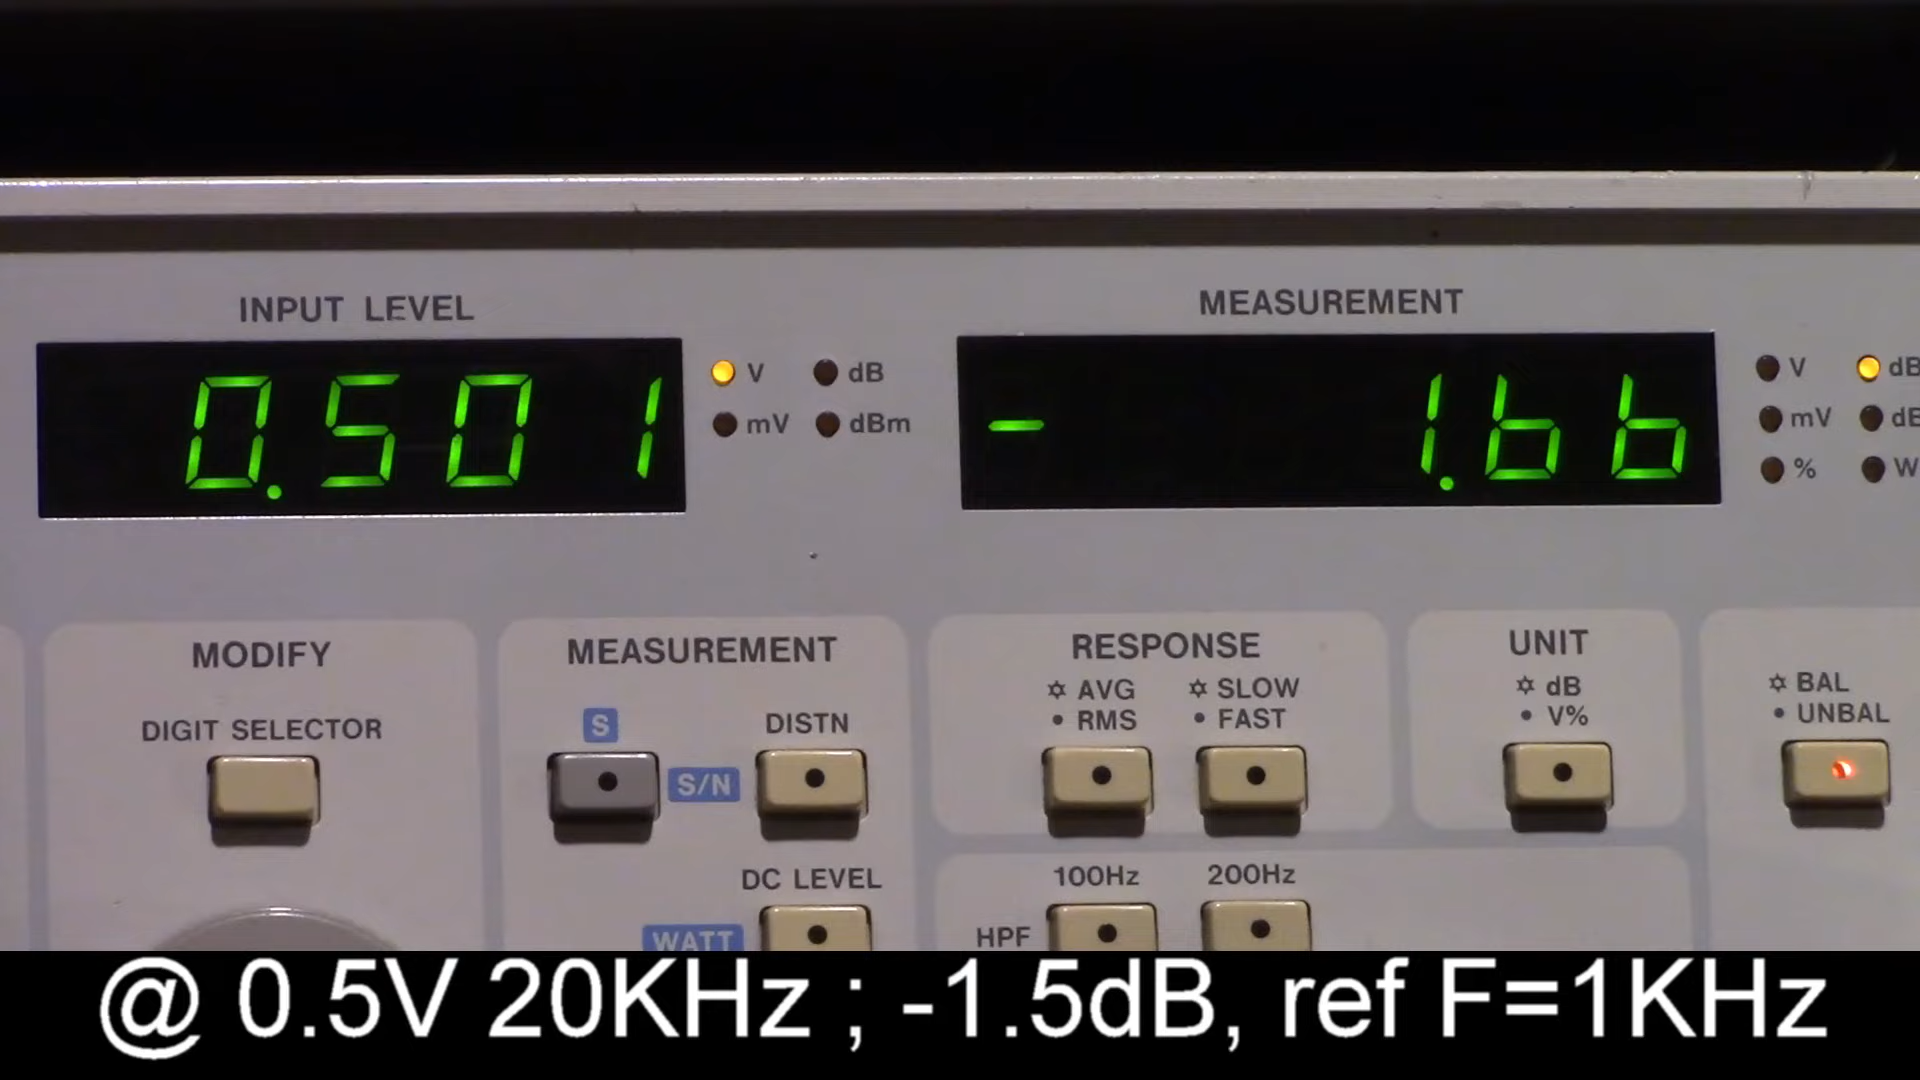 INPUT LEVEL
MEASUREMENT
0.501
V
dB
mV
dBm
- 1.66
V
dB
mV
%
W
MODIFY
DIGIT SELECTOR
MEASUREMENT
S
DISTN
S/N
DC LEVEL
WATT
RESPONSE
AVG
SLOW
RMS
FAST
UNIT
dB
V%
BAL
UNBAL
100Hz
200Hz
HPF
@ 0.5V 20KHz ; -1.5dB, ref F=1KHz